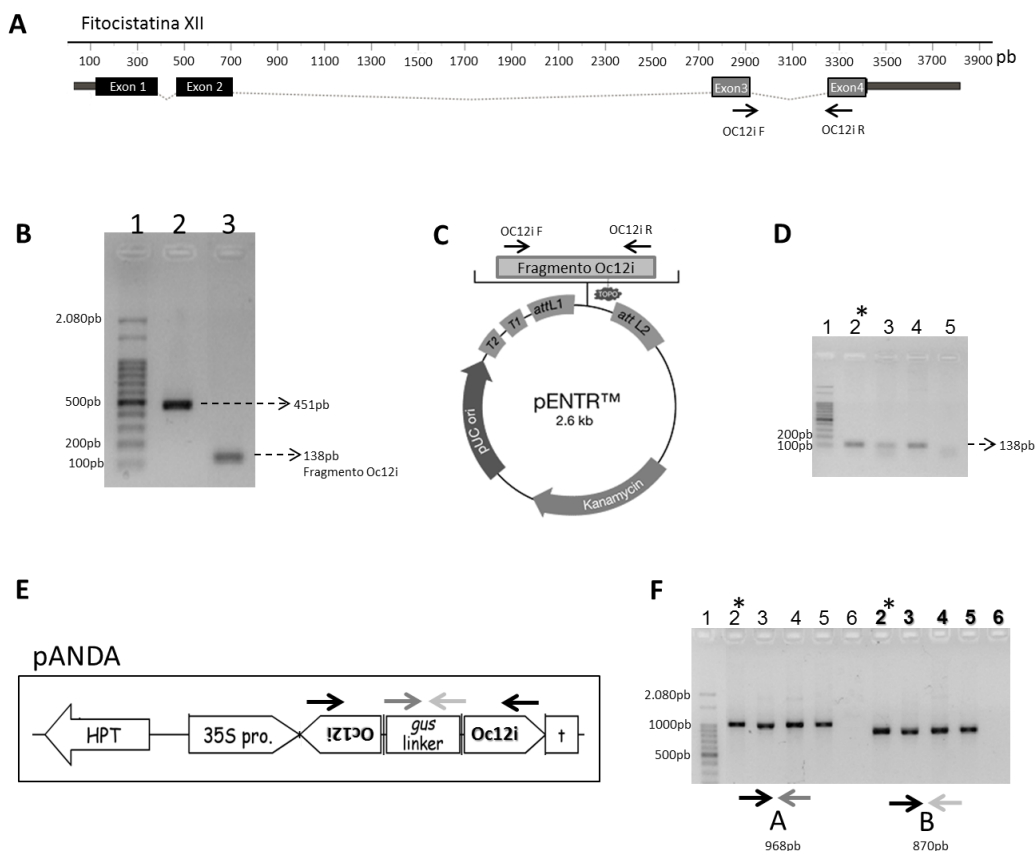 A
Fitocistatina XII
100 300 500 700 900 1100 1300 1500 1700 1900 2100 2300 2500 2700 2900 3100 3300 3500 3700 3900 pb
Exon 1 Exon 2 Exon3 Exon4
OC12i F OC12i R
B
1 2 3
2.080pb
500pb
200pb
100pb
451pb
138pb
Fragmento Oc12i
C
OC12i F OC12i R
Fragmento Oc12i
TOPO
T2 T1 attL1 att L2
pUC ori
pENTR™
2.6 kb
Kanamycin
D
1 2* 3 4 5
200pb
100pb
138pb
E
pANDA
HPT 35S pro. Oc12i gus linker Oc12i t
F
1 2* 3 4 5 6 2* 3 4 5 6
2.080pb
1000pb
500pb
A B
968pb 870pb